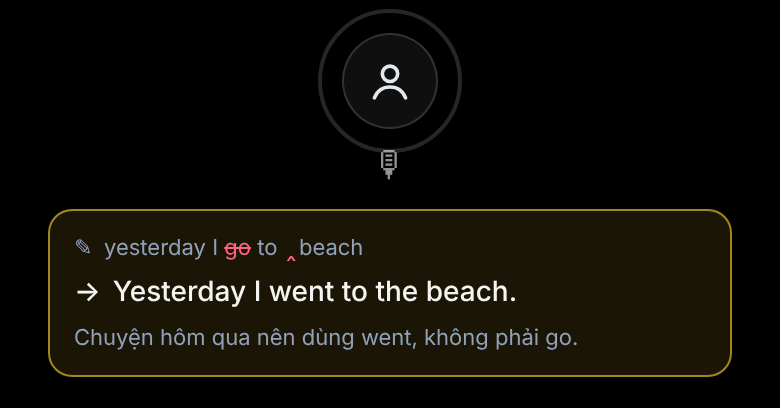 ✎ yesterday I go to ‸beach
→ Yesterday I went to the beach.
Chuyện hôm qua nên dùng went, không phải go.